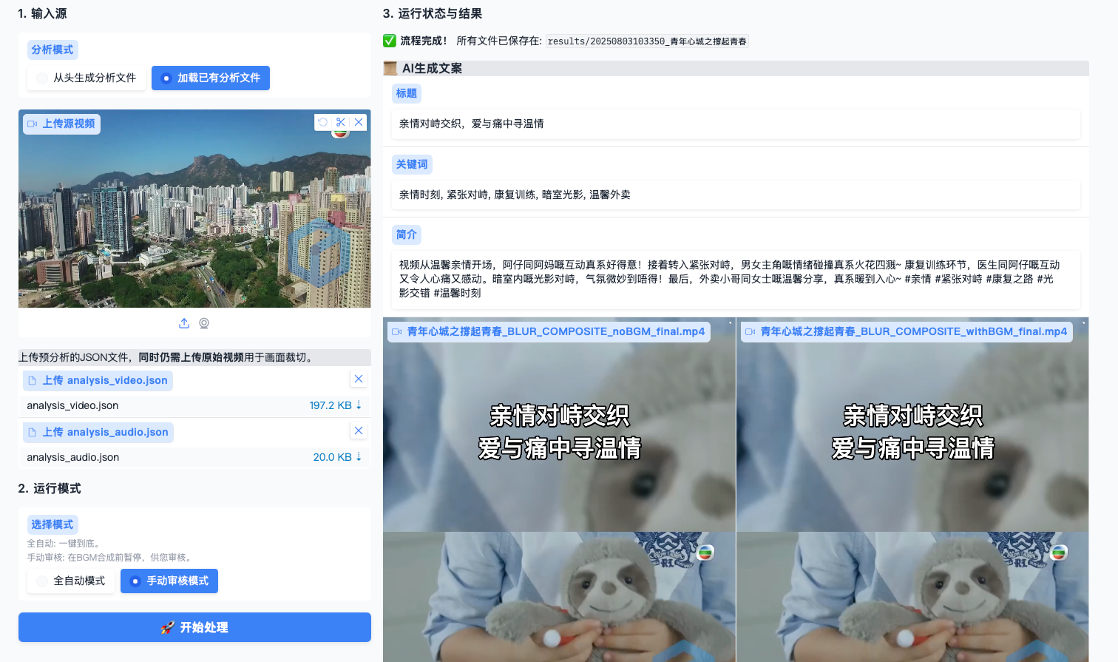 1. 输入源
分析模式
从头生成分析文件
加载已有分析文件
上传源视频
上传预分析的JSON文件，同时仍需上传原始视频用于画面裁切。
上传 analysis_video.json
analysis_video.json
197.2 KB ↓
上传 analysis_audio.json
analysis_audio.json
20.0 KB ↓
2. 运行模式
选择模式
全自动: 一键到底。
手动审核: 在BGM合成前暂停，供您审核。
全自动模式
手动审核模式
🚀 开始处理
3. 运行状态与结果
✅ 流程完成！ 所有文件已保存在: results/20250803103350_青年心城之撐起青春
AI生成文案
标题
亲情对峙交织，爱与痛中寻温情
关键词
亲情时刻, 紧张对峙, 康复训练, 暗室光影, 温馨外卖
简介
视频从温馨亲情开场，阿仔同阿妈嘅互动真系好得意！接着转入紧张对峙，男女主角嘅情绪碰撞真系火花四溅~ 康复训练环节，医生同阿仔嘅互动
又令人心痛又感动。暗室内嘅光影对峙，气氛微妙到唔得！最后，外卖小哥同女士嘅温馨分享，真系暖到入心~ #亲情 #紧张对峙 #康复之路 #光
影交错 #温馨时刻
青年心城之撐起青春_BLUR_COMPOSITE_noBGM_final.mp4
亲情对峙交织
爱与痛中寻温情
青年心城之撐起青春_BLUR_COMPOSITE_withBGM_final.mp4
亲情对峙交织
爱与痛中寻温情